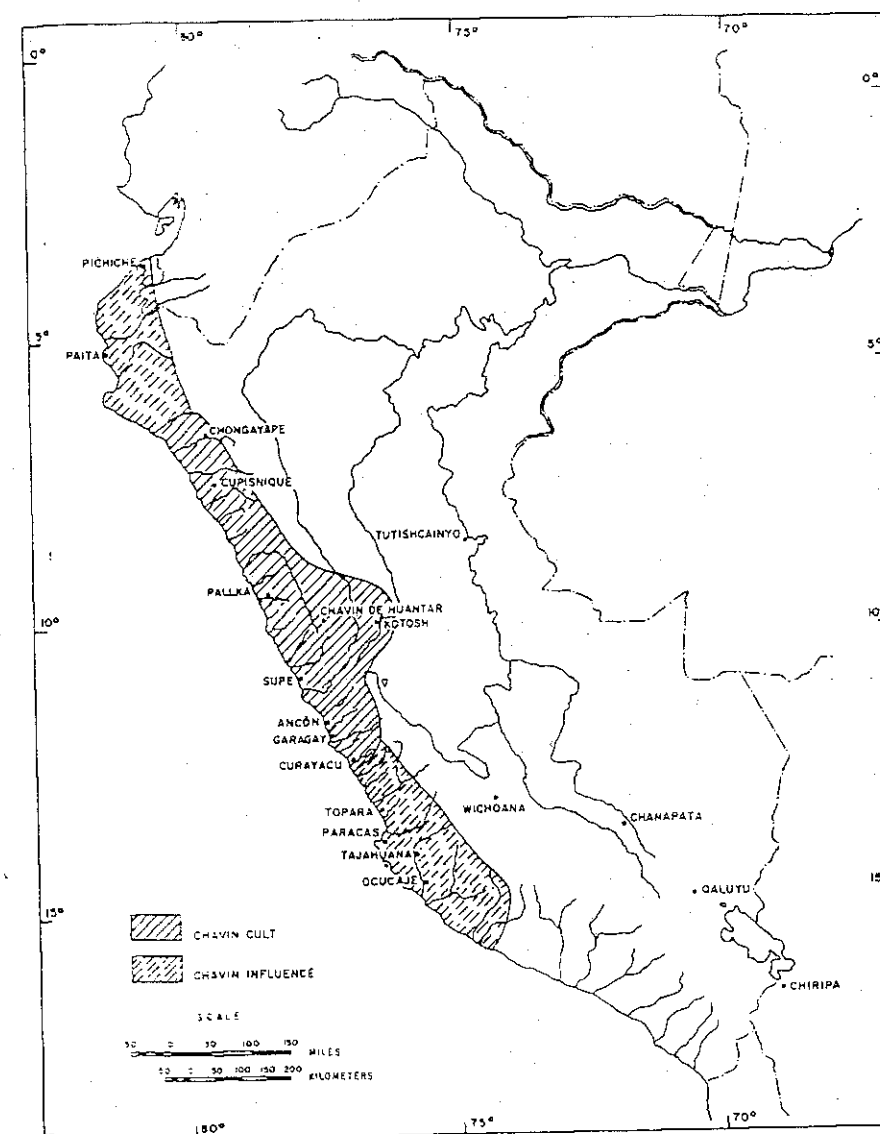 80° 75° 70°
0° 0°
PICHICHE
5° 5°
PAITA
CHONGAYAPE
CUPISNIQUE
TUTISHCAINYO
PALLKA
CHAVIN DE HUANTAR
KOTOSH
10° 10
SUPE
ANCÓN
GARAGAY
CURAYACU
WICHQANA
TOPARA
CHANAPATA
PARACAS
TAJAHUANA
15
OCUCAJE
QALUYU
15°
CHAVIN CULT
CHAVIN INFLUENCE
CHIRIPA
SCALE
50 0 50 100 150 MILES
50 0 50 100 150 200 KILOMETERS
80° 75° 70°